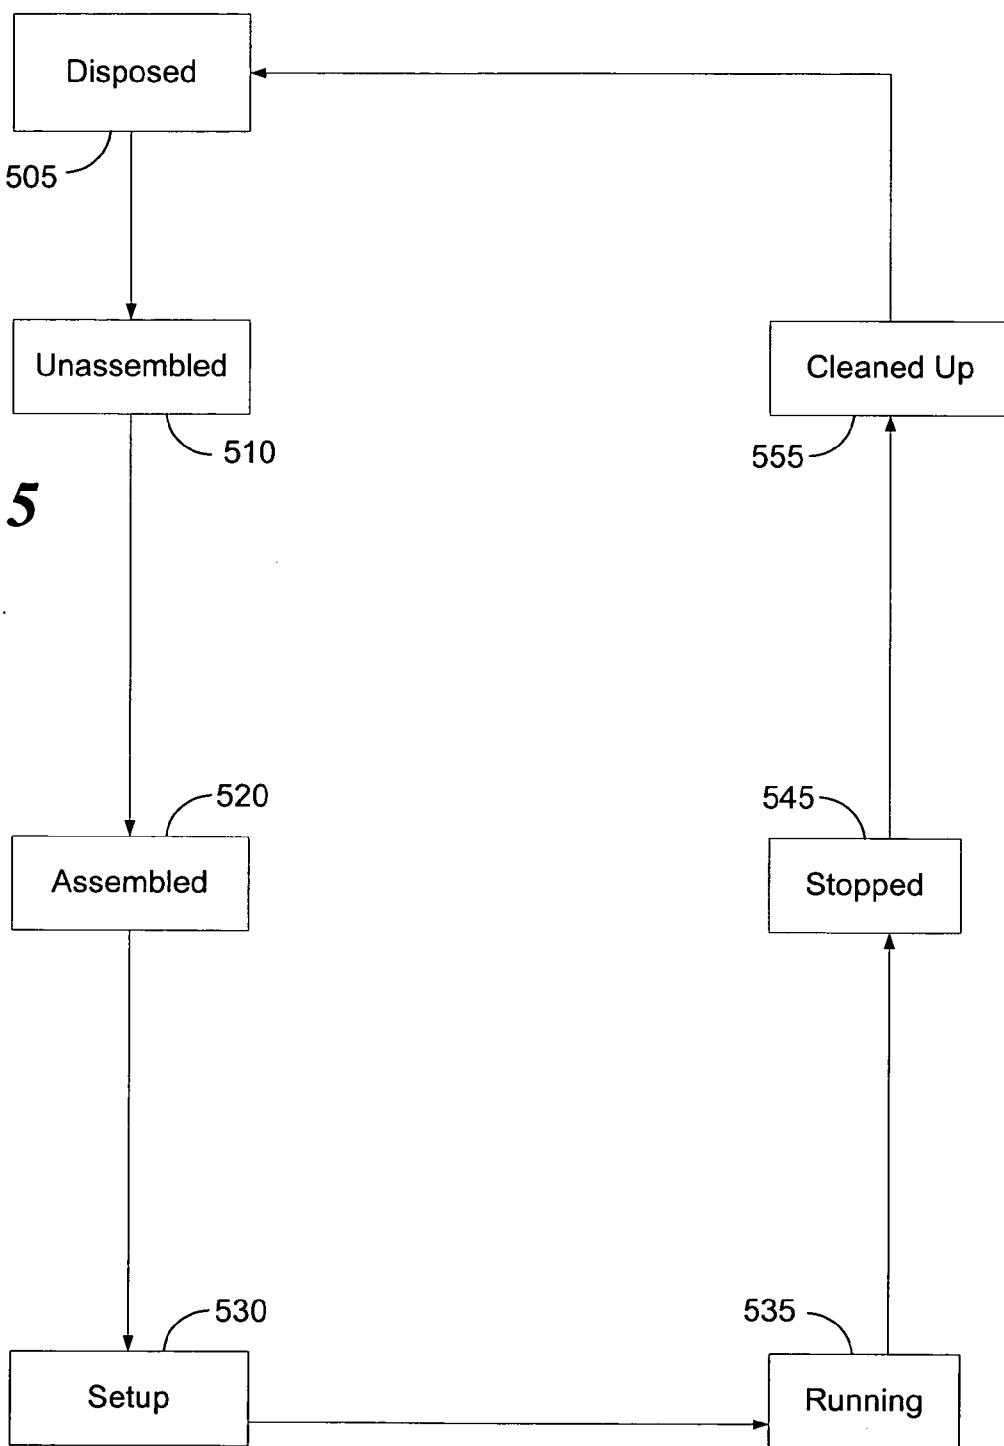 Disposed
505
Unassembled
510
Cleaned Up
555
5
520
Assembled
545
Stopped
530
Setup
535
Running